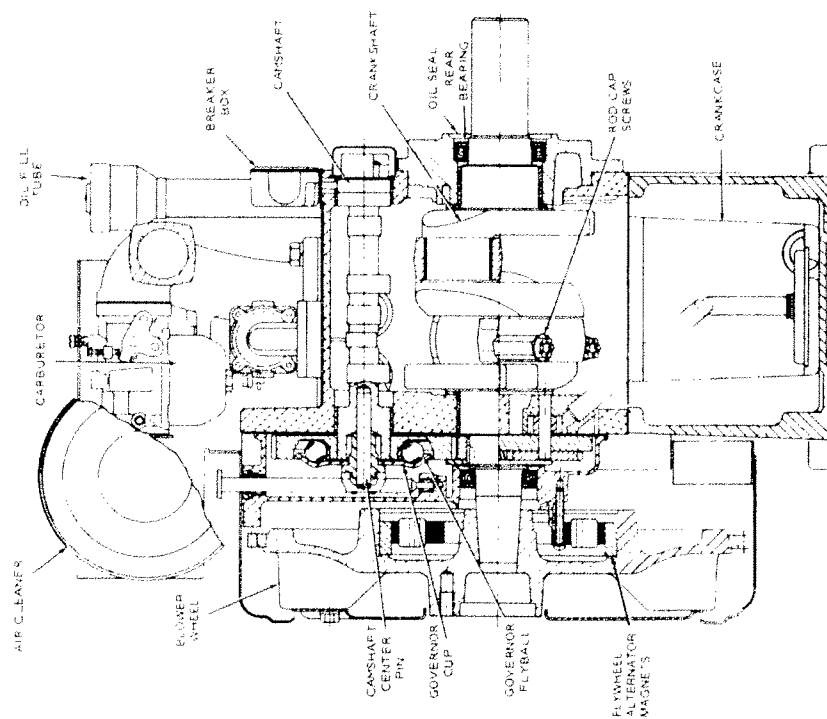 AIR CLEANER
CARBURETOR
OIL FILL
TUBE
BREAKER
BOX
CAMSHAFT
CRANKSHAFT
OIL SEAL
REAR
BEARING
ROD CAP
SCREWS
CRANKCASE
BLOWER
WHEEL
CAMSHAFT
CENTER
PIN
GOVERNOR
CUP
GOVERNOR
FLYBALL
FLYWHEEL
ALTERNATOR
MAGNETS